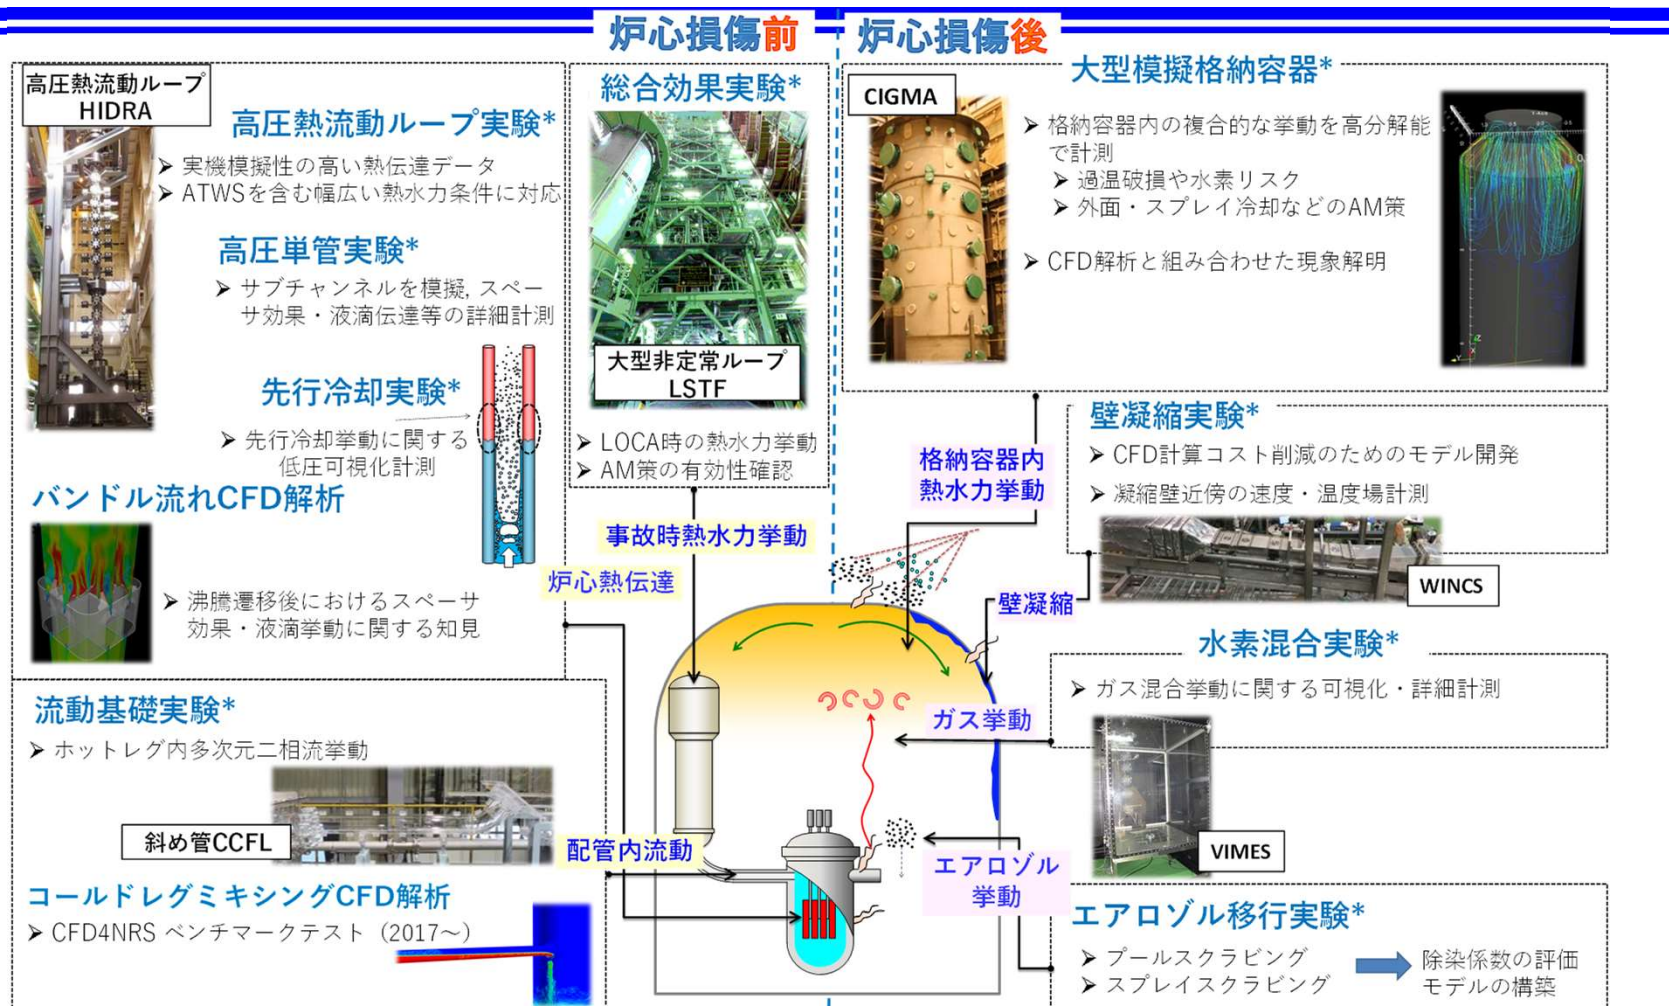 炉心損傷前
炉心損傷後
高圧熱流動ループ
HIDRA
高圧熱流動ループ実験*
➤ 実機模擬性の高い熱伝達データ
➤ ATWSを含む幅広い熱水力条件に対応
高圧単管実験*
➤ サブチャンネルを模擬, スペー
サ効果・液滴伝達等の詳細計測
先行冷却実験*
➤ 先行冷却挙動に関する
低圧可視化計測
バンドル流れCFD解析
➤ 沸騰遷移後におけるスペーサ
効果・液滴挙動に関する知見
総合効果実験*
大型非定常ループ
LSTF
➤ LOCA時の熱水力挙動
➤ AM策の有効性確認
事故時熱水力挙動
炉心熱伝達
流動基礎実験*
➤ ホットレグ内多次元二相流挙動
斜め管CCFL
配管内流動
コールドレグミキシングCFD解析
➤ CFD4NRS ベンチマークテスト（2017～）
大型模擬格納容器*
CIGMA
➤ 格納容器内の複合的な挙動を高分解能
で計測
➤ 過温破損や水素リスク
➤ 外面・スプレイ冷却などのAM策
➤ CFD解析と組み合わせた現象解明
格納容器内
熱水力挙動
壁凝縮実験*
➤ CFD計算コスト削減のためのモデル開発
➤ 凝縮壁近傍の速度・温度場計測
WINCS
壁凝縮
水素混合実験*
➤ ガス混合挙動に関する可視化・詳細計測
ガス挙動
VIMES
エアロゾル
挙動
エアロゾル移行実験*
➤ プールスクラビング
➤ スプレイスクラビング
除染係数の評価
モデルの構築